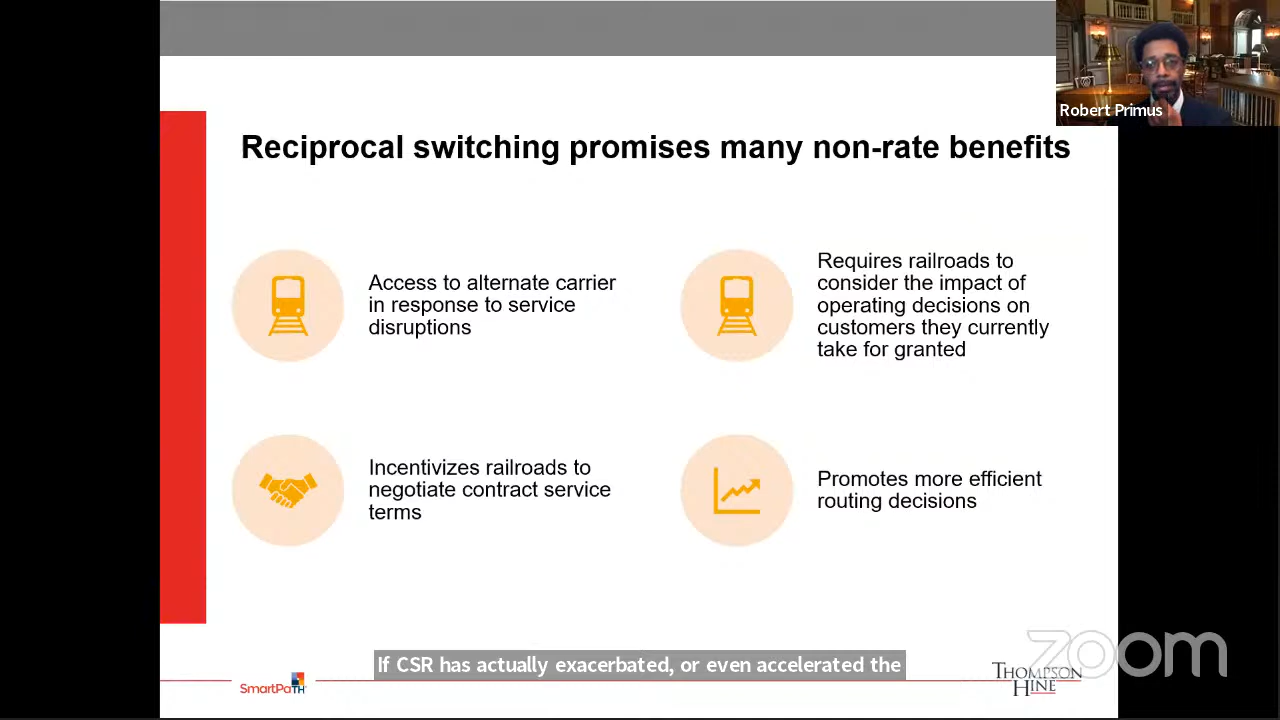 Robert Primus
Reciprocal switching promises many non-rate benefits
Access to alternate carrier
in response to service
disruptions
Requires railroads to
consider the impact of
operating decisions on
customers they currently
take for granted
Incentivizes railroads to
negotiate contract service
terms
Promotes more efficient
routing decisions
If CSR has actually exacerbated, or even accelerated the
zoom
SmartPaTH
THOMPSON
HINE